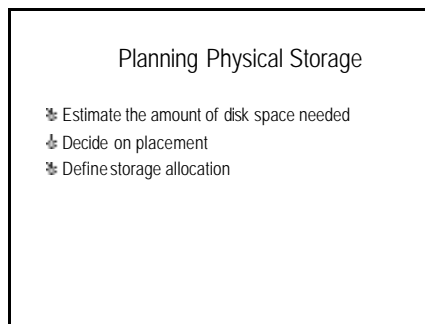 Planning Physical Storage
Estimate the amount of disk space needed
Decide on placement
Define storage allocation